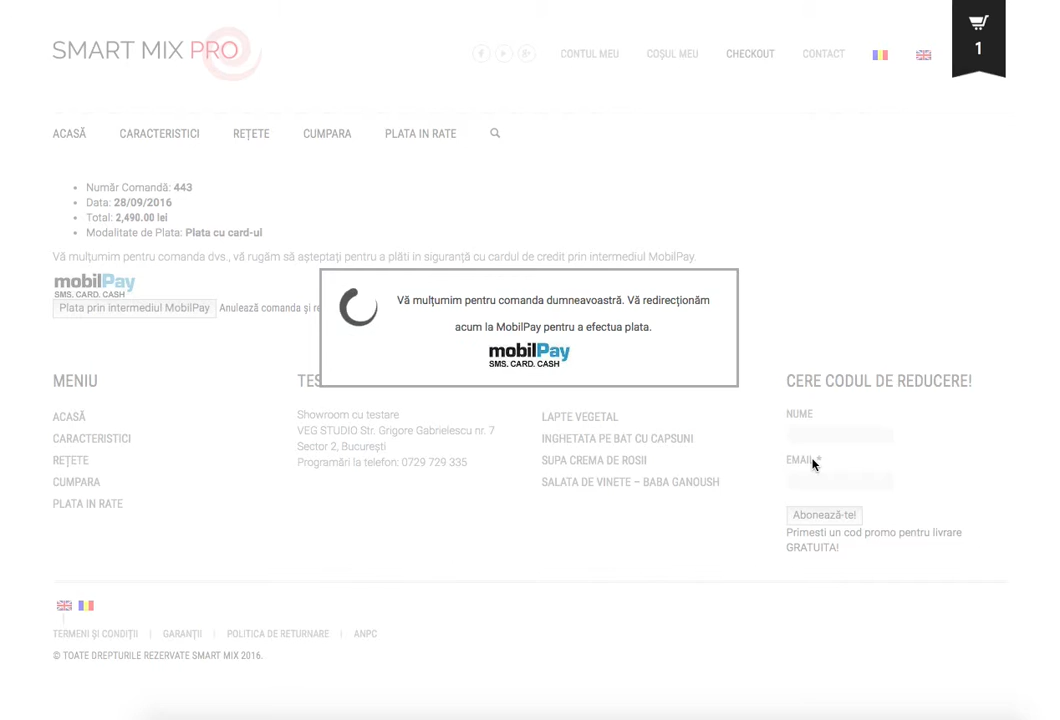 SMART MIX PRO
CONTUL MEU COȘUL MEU CHECKOUT CONTACT
1
ACASĂ CARACTERISTICI REȚETE CUMPARA PLATA IN RATE
• Număr Comandă: 443
• Data: 28/09/2016
• Total: 2,490.00 lei
• Modalitate de Plata: Plata cu card-ul
Vă mulțumim pentru comanda dvs., vă rugăm să așteptați pentru a plăti in siguranță cu cardul de credit prin intermediul MobilPay.
mobilPay
SMS. CARD. CASH
Plata prin intermediul MobilPay Anulează comanda și re
Vă mulțumim pentru comanda dumneavoastră. Vă redirecționăm
acum la MobilPay pentru a efectua plata.
mobilPay
SMS. CARD. CASH
MENIU
ACASĂ
CARACTERISTICI
REȚETE
CUMPARA
PLATA IN RATE
TES
Showroom cu testare
VEG STUDIO Str. Grigore Gabrielescu nr. 7
Sector 2, București
Programări la telefon: 0729 729 335
LAPTE VEGETAL
INGHETATA PE BAT CU CAPSUNI
SUPA CREMA DE ROSII
SALATA DE VINETE – BABA GANOUSH
CERE CODUL DE REDUCERE!
NUME
EMAIL *
Abonează-te!
Primesti un cod promo pentru livrare
GRATUITA!
TERMENI ȘI CONDIȚII | GARANȚII | POLITICA DE RETURNARE | ANPC
© TOATE DREPTURILE REZERVATE SMART MIX 2016.